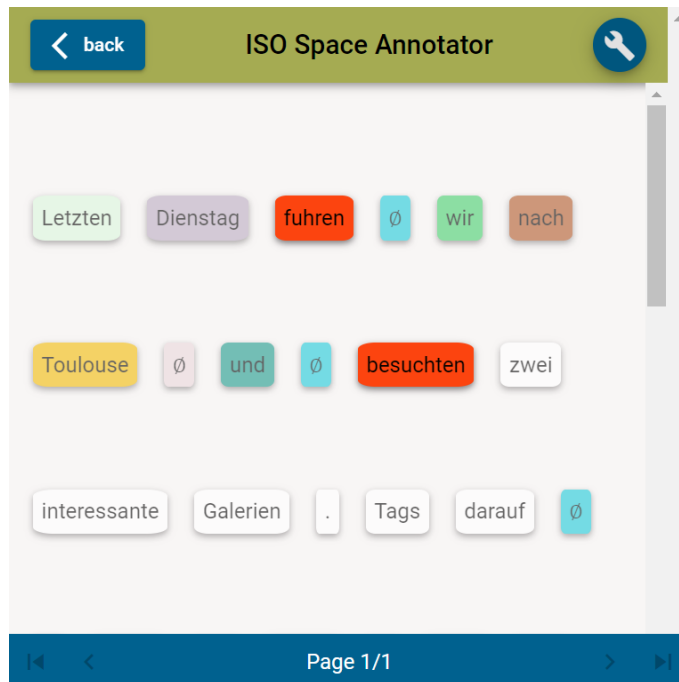 back ISO Space Annotator
Letzten Dienstag fuhren Ø wir nach
Toulouse Ø und Ø besuchten zwei
interessante Galerien . Tags darauf Ø
Page 1/1